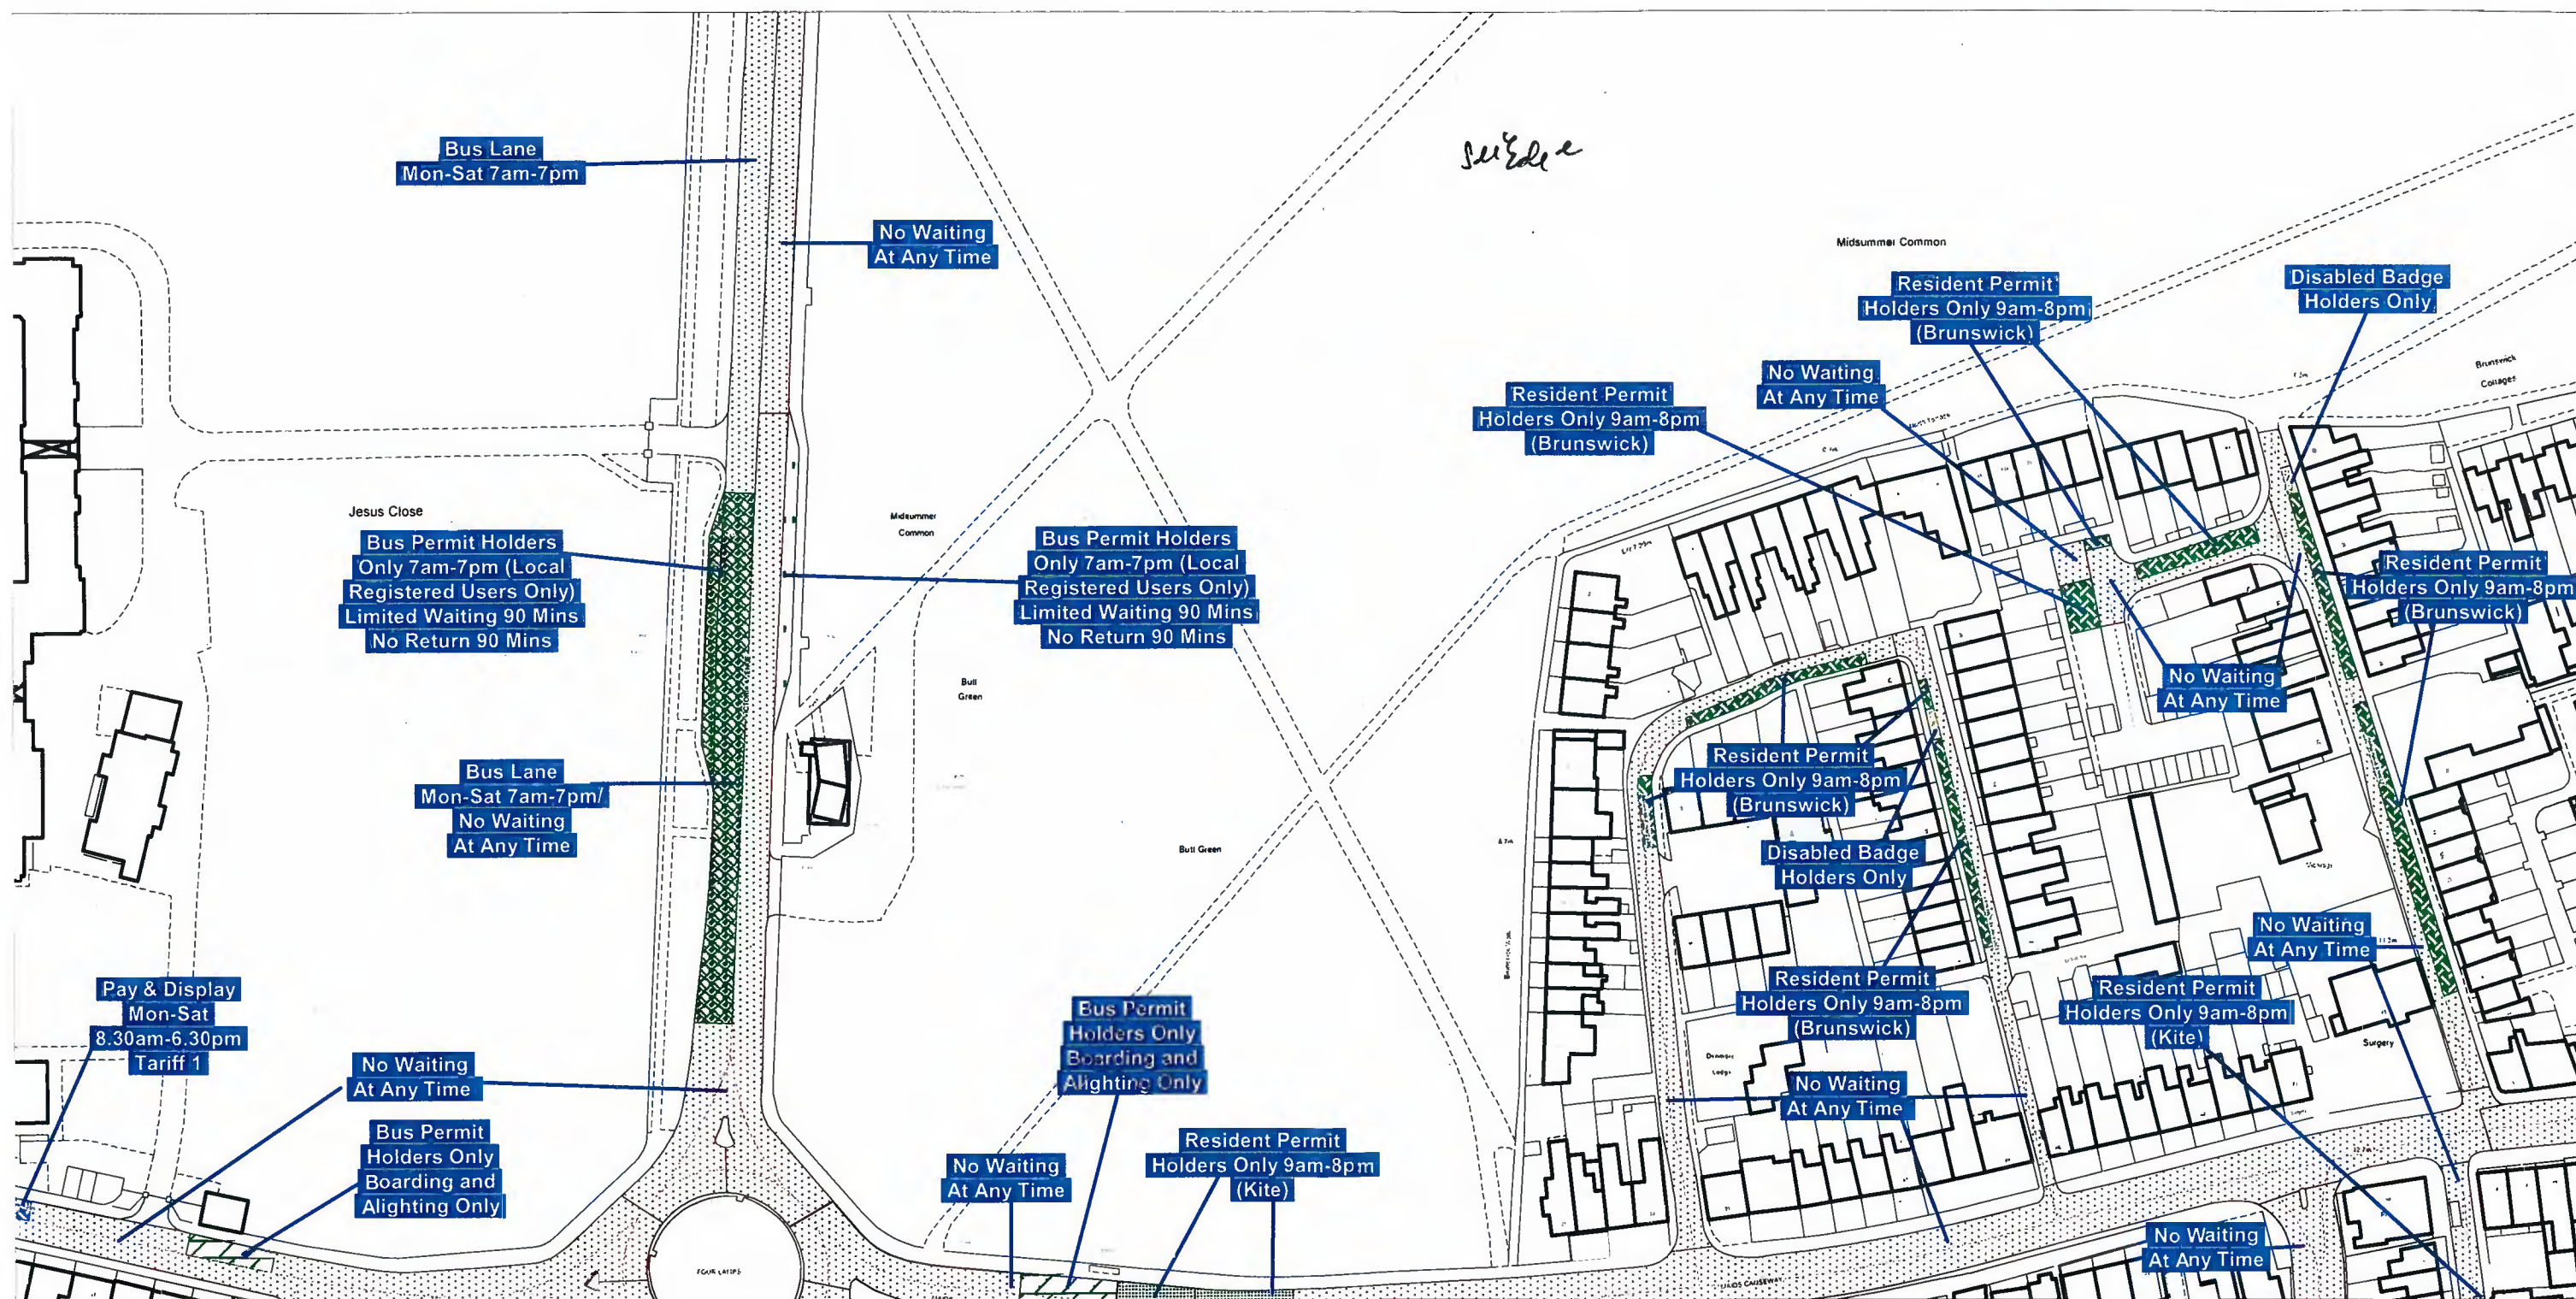 Bus Lane
Mon-Sat 7am-7pm
No Waiting
At Any Time
Midsummer Common
Resident Permit
Holders Only 9am-8pm
(Brunswick)
Disabled Badge
Holders Only
No Waiting
At Any Time
Resident Permit
Holders Only 9am-8pm
(Brunswick)
Brunswick
Cottages
Jesus Close
Bus Permit Holders
Only 7am-7pm (Local
Registered Users Only)
Limited Waiting 90 Mins
No Return 90 Mins
Midsummer
Common
Bus Permit Holders
Only 7am-7pm (Local
Registered Users Only)
Limited Waiting 90 Mins
No Return 90 Mins
Resident Permit
Holders Only 9am-8pm
(Brunswick)
Butt
Green
No Waiting
At Any Time
Bus Lane
Mon-Sat 7am-7pm/
No Waiting
At Any Time
Resident Permit
Holders Only 9am-8pm
(Brunswick)
Butt Green
Disabled Badge
Holders Only
No Waiting
At Any Time
Pay & Display
Mon-Sat
8.30am-6.30pm
Tariff 1
Resident Permit
Holders Only 9am-8pm
(Brunswick)
Resident Permit
Holders Only 9am-8pm
(Kite)
Surgery
Bus Permit
Holders Only
Boarding and
Alighting Only
No Waiting
At Any Time
No Waiting
At Any Time
Bus Permit
Holders Only
Boarding and
Alighting Only
Resident Permit
Holders Only 9am-8pm
(Kite)
No Waiting
At Any Time
No Waiting
At Any Time
FOUR LAMPS